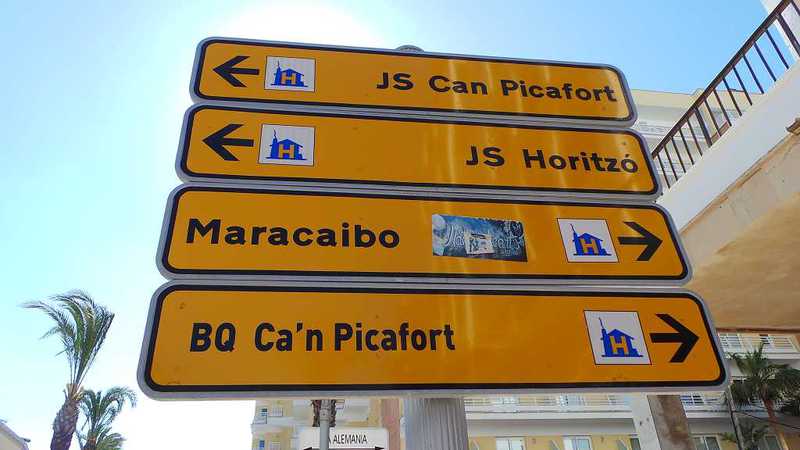 H JS Can Picafort
H JS Horitzó
Maracaibo H
BQ Ca'n Picafort H
A ALEMANIA